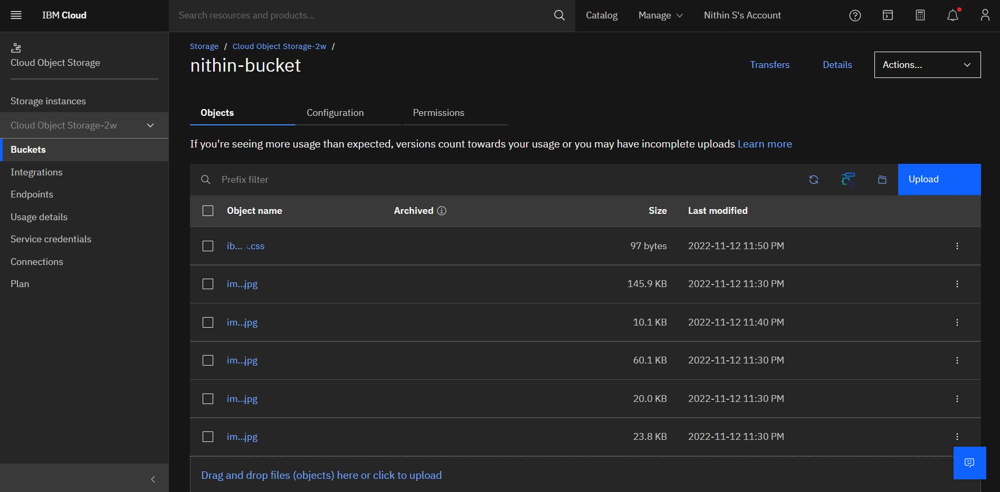 IBM Cloud
Search resources and products...
Catalog
Manage
Nithin S's Account
Cloud Object Storage
Storage instances
Cloud Object Storage-2w
Buckets
Integrations
Endpoints
Usage details
Service credentials
Connections
Plan
Storage / Cloud Object Storage-2w /
nithin-bucket
Transfers
Details
Actions...
Objects
Configuration
Permissions
If you're seeing more usage than expected, versions count towards your usage or you may have incomplete uploads Learn more
Prefix filter
Upload
Object name Archived Size Last modified
ib... .css 97 bytes 2022-11-12 11:50 PM
im...jpg 145.9 KB 2022-11-12 11:30 PM
im...jpg 10.1 KB 2022-11-12 11:40 PM
im...jpg 60.1 KB 2022-11-12 11:30 PM
im...jpg 20.0 KB 2022-11-12 11:30 PM
im...jpg 23.8 KB 2022-11-12 11:30 PM
Drag and drop files (objects) here or click to upload